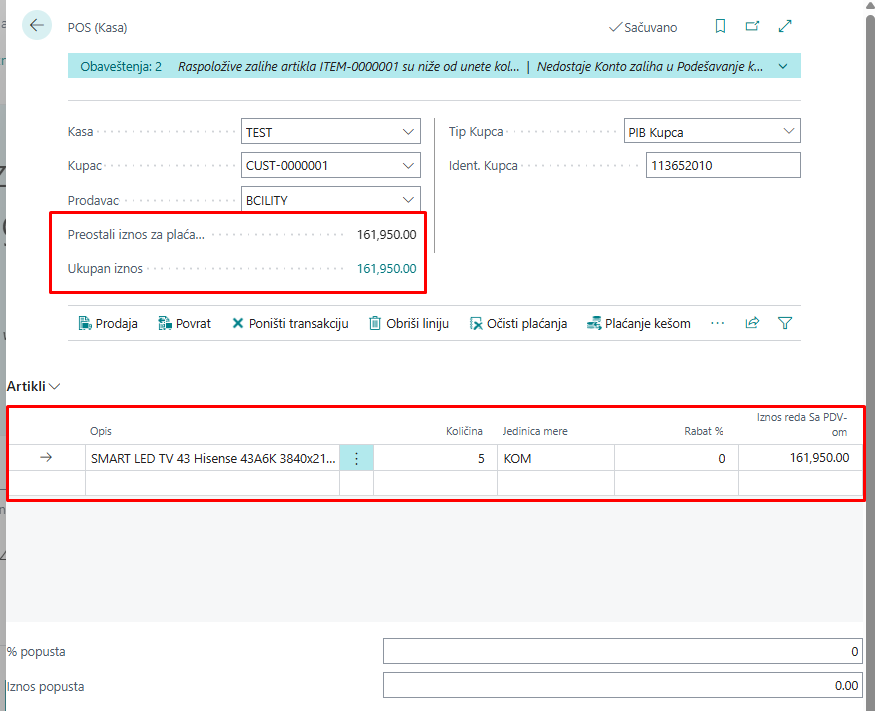 POS (Kasa)
Sačuvano
Obaveštenja: 2 Raspoložive zalihe artikla ITEM-0000001 su niže od unete kol... | Nedostaje Konto zaliha u Podešavanje k...
Kasa TEST
Tip Kupca PIB Kupca
Kupac CUST-0000001
Ident. Kupca 113652010
Prodavac BCILITY
Preostali iznos za plaća... 161,950.00
Ukupan iznos 161,950.00
Prodaja Povrat Poništi transakciju Obriši liniju Očisti plaćanja Plaćanje kešom ...
Artikli
Opis Količina Jedinica mere Rabat % Iznos reda Sa PDV-
om
SMART LED TV 43 Hisense 43A6K 3840x21... 5 KOM 0 161,950.00
% popusta 0
Iznos popusta 0.00